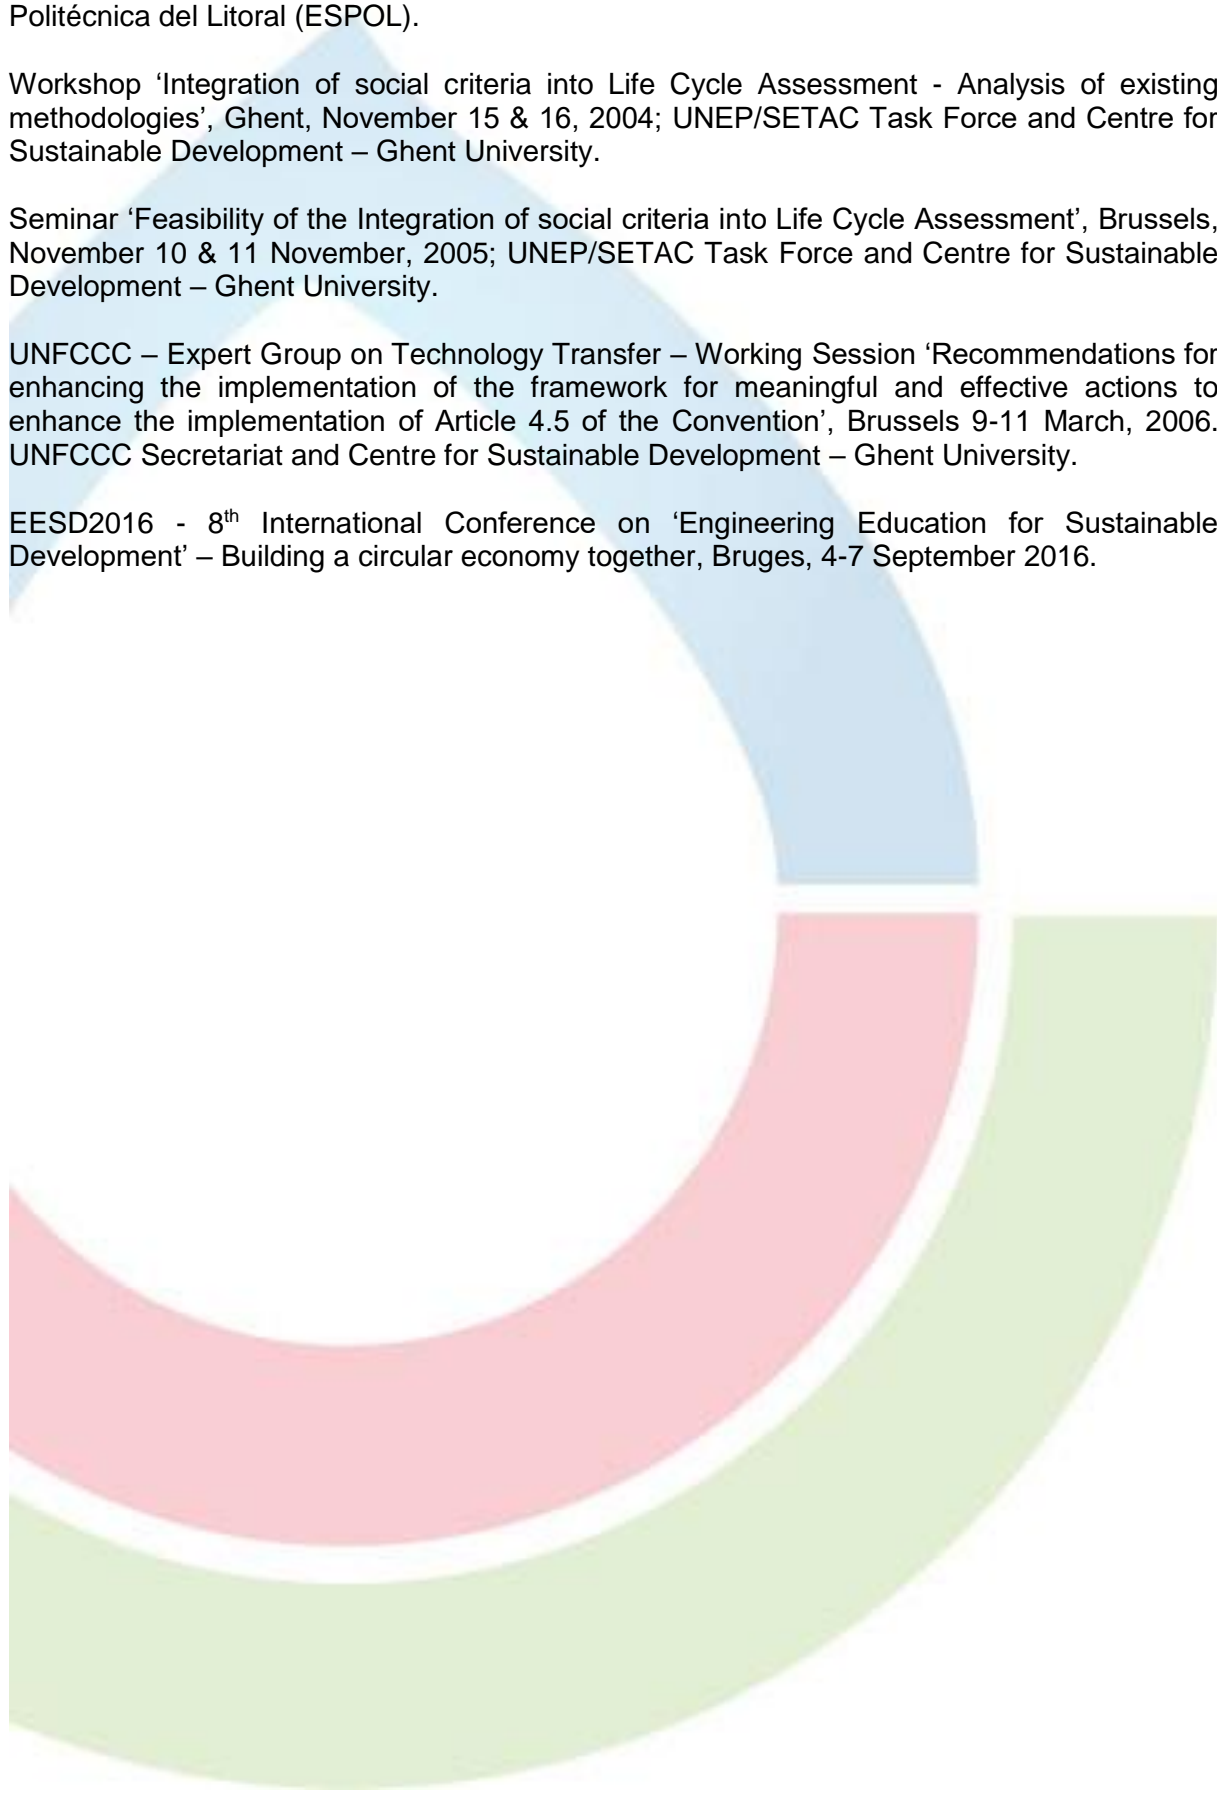 Politécnica del Litoral (ESPOL).
Workshop ‘Integration of social criteria into Life Cycle Assessment - Analysis of existing
methodologies’, Ghent, November 15 & 16, 2004; UNEP/SETAC Task Force and Centre for
Sustainable Development – Ghent University.
Seminar ‘Feasibility of the Integration of social criteria into Life Cycle Assessment’, Brussels,
November 10 & 11 November, 2005; UNEP/SETAC Task Force and Centre for Sustainable
Development – Ghent University.
UNFCCC – Expert Group on Technology Transfer – Working Session ‘Recommendations for
enhancing the implementation of the framework for meaningful and effective actions to
enhance the implementation of Article 4.5 of the Convention’, Brussels 9-11 March, 2006.
UNFCCC Secretariat and Centre for Sustainable Development – Ghent University.
EESD2016 - 8th International Conference on ‘Engineering Education for Sustainable
Development’ – Building a circular economy together, Bruges, 4-7 September 2016.